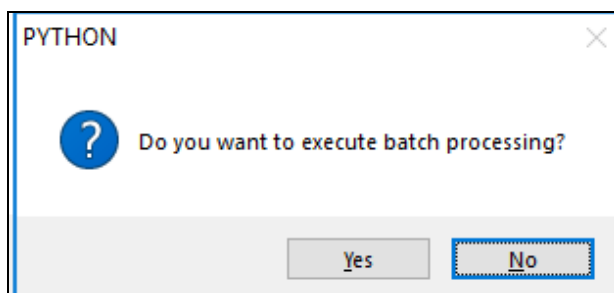 PYTHON
Do you want to execute batch processing?
Yes No